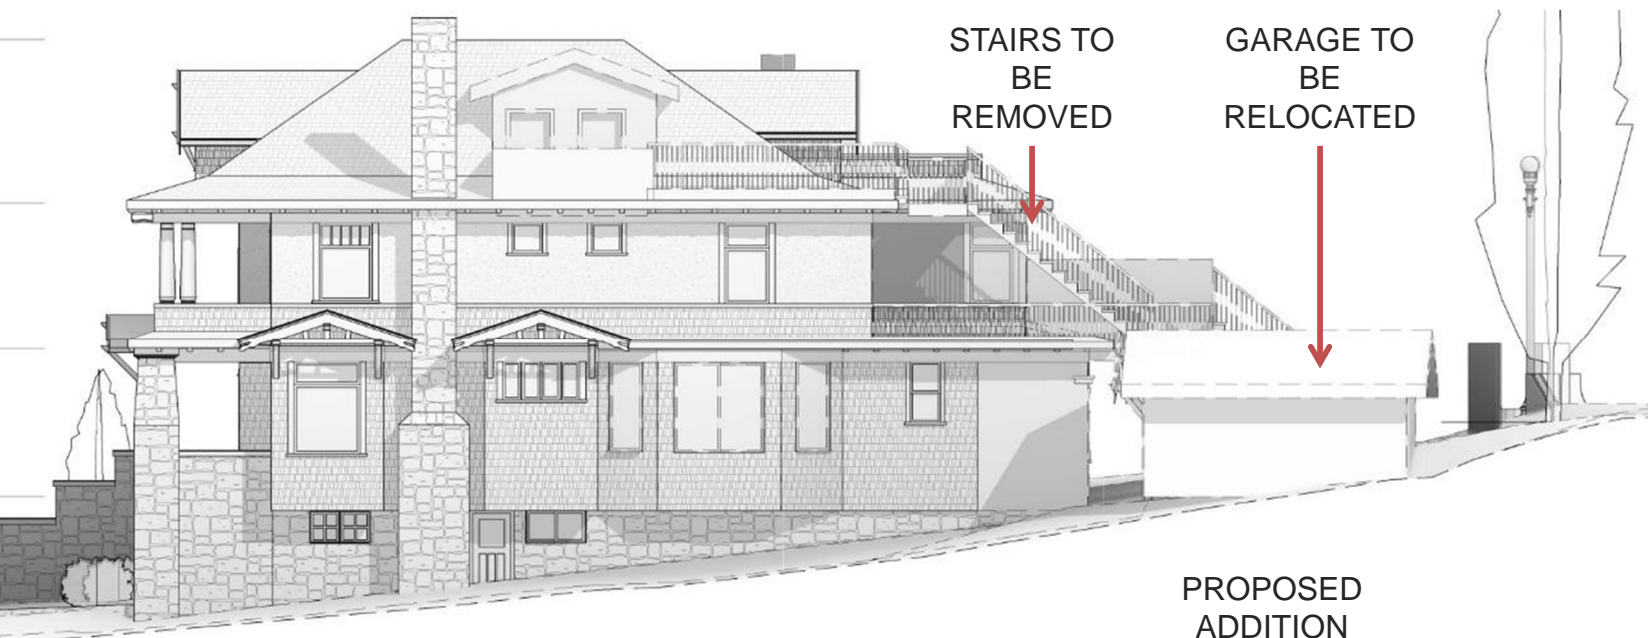 STAIRS TO
BE
REMOVED
GARAGE TO
BE
RELOCATED
PROPOSED
ADDITION